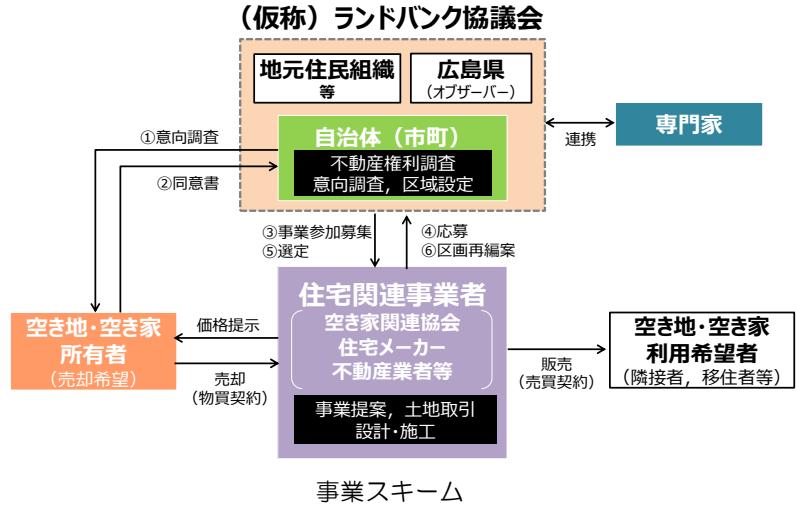 （仮称）ランドバンク協議会
地元住民組織
等
広島県
（オブザーバー）
自治体（市町）
不動産権利調査
意向調査，区域設定
連携
専門家
①意向調査
②同意書
③事業参加募集
⑤選定
④応募
⑥区画再編案
住宅関連事業者
空き家関連協会
住宅メーカー
不動産業者等
事業提案，土地取引
設計・施工
空き地・空き家
所有者
（売却希望）
価格提示
売却
（物買契約）
販売
（売買契約）
空き地・空き家
利用希望者
（隣接者，移住者等）
事業スキーム